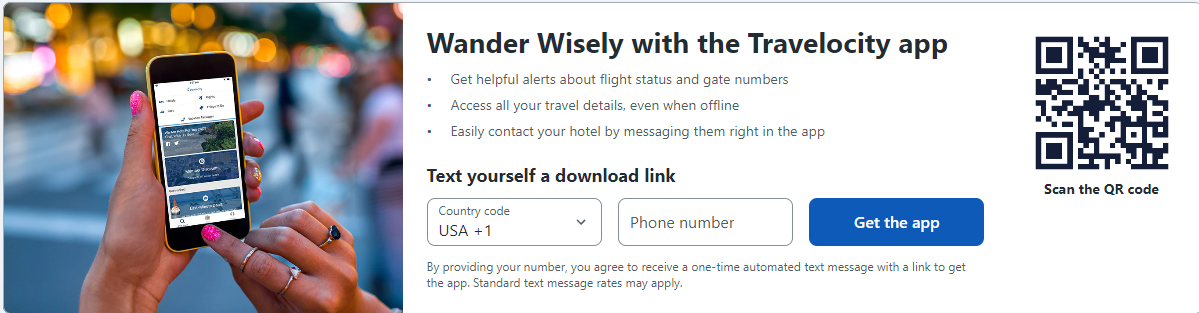 Wander Wisely with the Travelocity app
• Get helpful alerts about flight status and gate numbers
• Access all your travel details, even when offline
• Easily contact your hotel by messaging them right in the app
Text yourself a download link
Country code
USA +1
Phone number
Get the app
By providing your number, you agree to receive a one-time automated text message with a link to get
the app. Standard text message rates may apply.
Scan the QR code